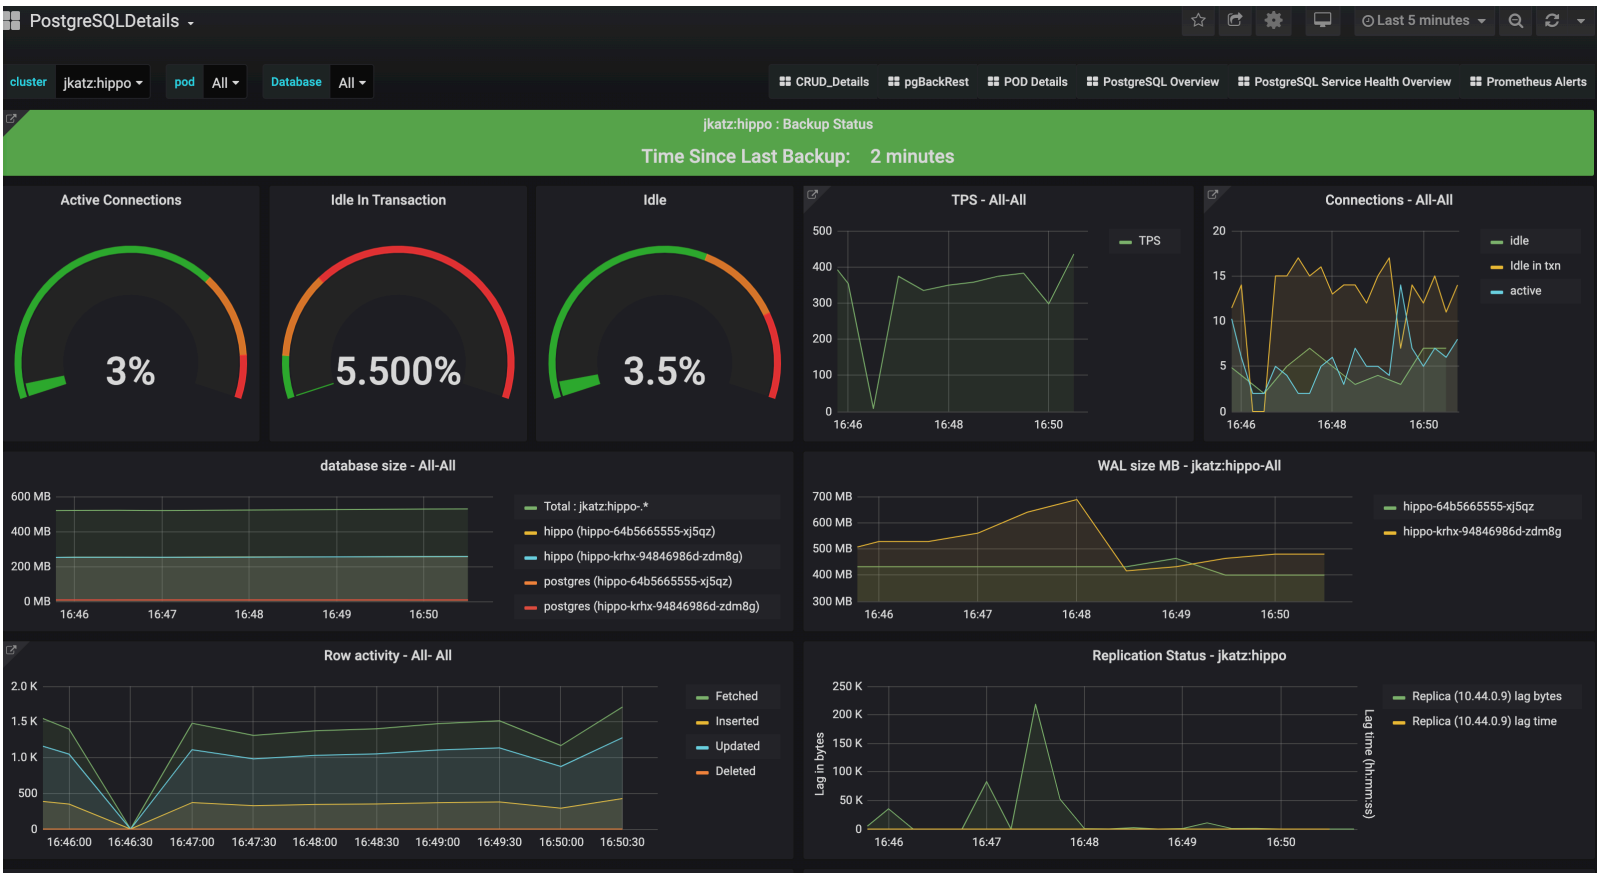 PostgreSQLDetails
Last 5 minutes
cluster jkatz:hippo pod All Database All
CRUD_Details pgBackRest POD Details PostgreSQL Overview PostgreSQL Service Health Overview Prometheus Alerts
jkatz:hippo : Backup Status
Time Since Last Backup: 2 minutes
Active Connections
3%
Idle In Transaction
5.500%
Idle
3.5%
TPS - All-All
500
400
300
200
100
0
16:46 16:48 16:50
TPS
Connections - All-All
20
15
10
5
0
16:46 16:48 16:50
idle
Idle in txn
active
database size - All-All
600 MB
400 MB
200 MB
0 MB
16:46 16:47 16:48 16:49 16:50
Total : jkatz:hippo-.*
hippo (hippo-64b5665555-xj5qz)
hippo (hippo-krhx-94846986d-zdm8g)
postgres (hippo-64b5665555-xj5qz)
postgres (hippo-krhx-94846986d-zdm8g)
WAL size MB - jkatz:hippo-All
700 MB
600 MB
500 MB
400 MB
300 MB
16:46 16:47 16:48 16:49 16:50
hippo-64b5665555-xj5qz
hippo-krhx-94846986d-zdm8g
Row activity - All- All
2.0 K
1.5 K
1.0 K
500
0
16:46:00 16:46:30 16:47:00 16:47:30 16:48:00 16:48:30 16:49:00 16:49:30 16:50:00 16:50:30
Fetched
Inserted
Updated
Deleted
Replication Status - jkatz:hippo
Lag in bytes
250 K
200 K
150 K
100 K
50 K
0
16:46 16:47 16:48 16:49 16:50
Lag time (hh:mm:ss)
Replica (10.44.0.9) lag bytes
Replica (10.44.0.9) lag time